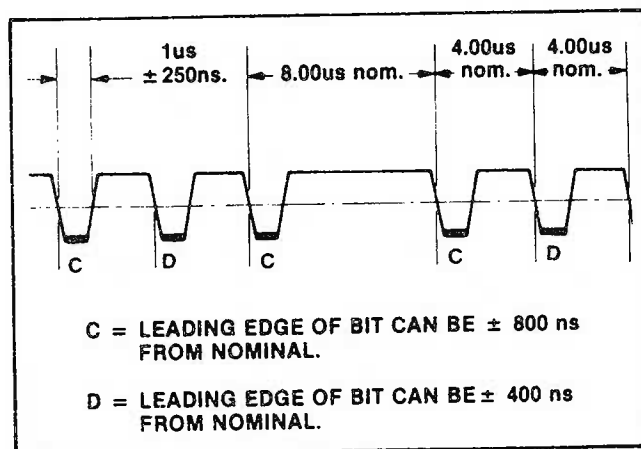 1us
± 250ns.
8.00us nom.
4.00us
nom.
4.00us
nom.
C
D
C
C
D
C = LEADING EDGE OF BIT CAN BE ± 800 ns
FROM NOMINAL.
D = LEADING EDGE OF BIT CAN BE ± 400 ns
FROM NOMINAL.